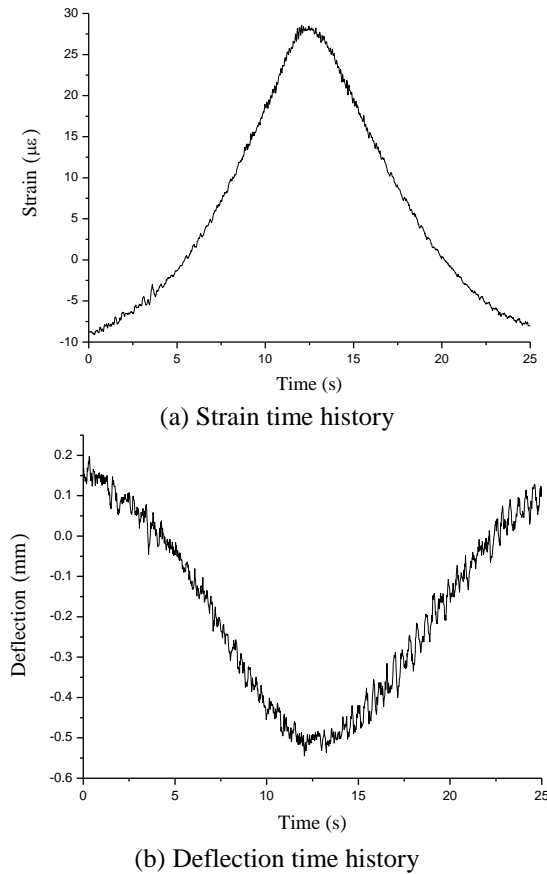 30
25
20
15
10
5
0
-5
-10
Strain (με)
0 5 10 15 20 25
Time (s)
(a) Strain time history
0.2
0.1
0.0
-0.1
-0.2
-0.3
-0.4
-0.5
-0.6
Deflection (mm)
0 5 10 15 20 25
Time (s)
(b) Deflection time history